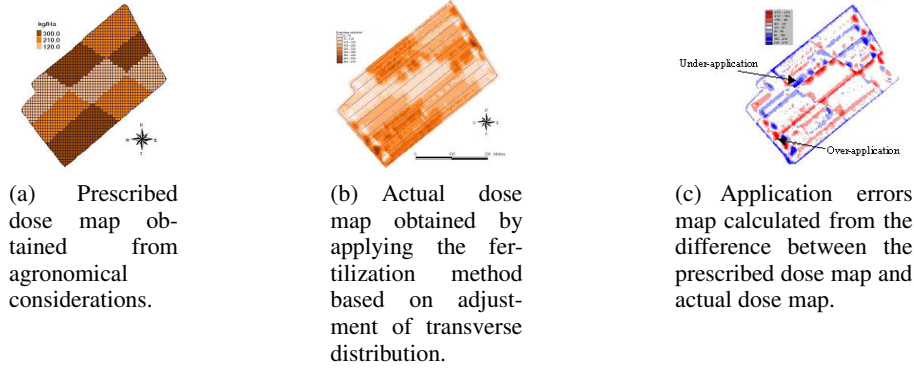 kg/Ha
300.0
210.0
120.0
Under-application
Over-application
(a) Prescribed
dose map ob-
tained from
agronomical
considerations.
(b) Actual dose
map obtained by
applying the fer-
tilization method
based on adjust-
ment of transverse
distribution.
(c) Application errors
map calculated from the
difference between the
prescribed dose map and
actual dose map.